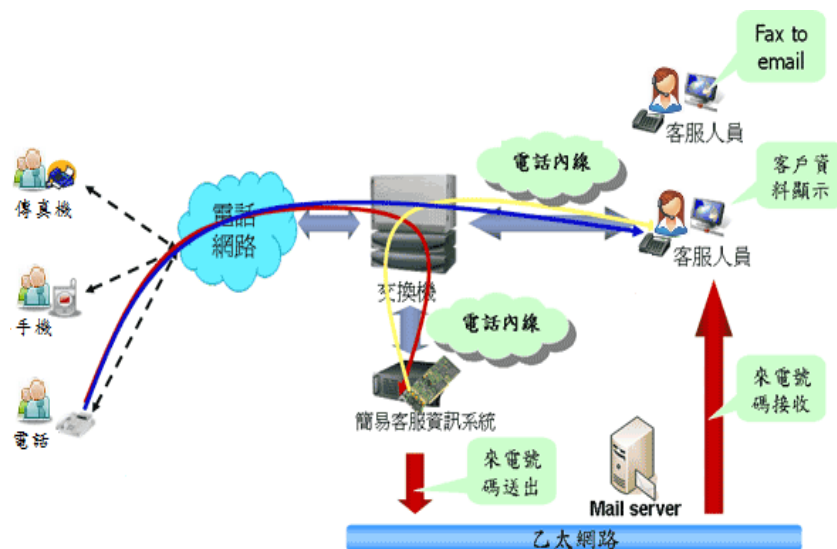 Fax to
email
客服人員
電話內線
客戶資
料顯示
傳真機
電話
網路
客服人員
交換機
手機
電話內線
來電號
碼接收
簡易客服資訊系統
電話
來電號
碼送出
Mail server
乙太網路